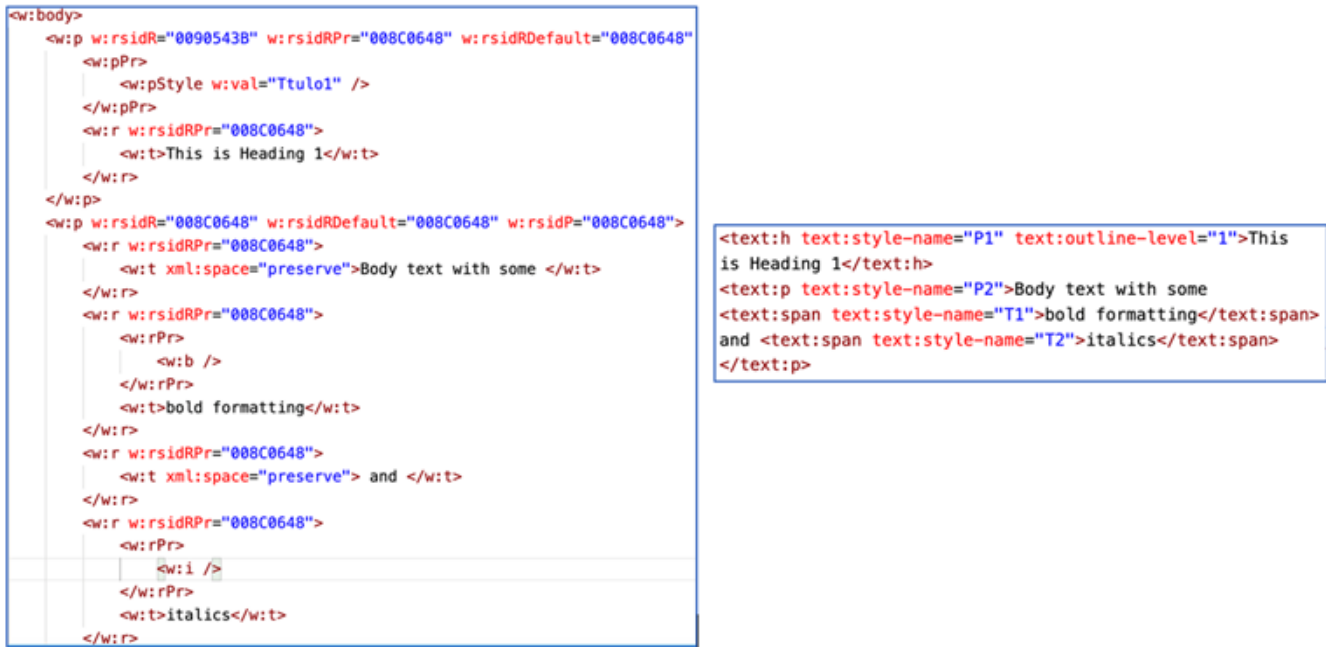 <w:body>
<w:p w:rsidR="0090543B" w:rsidRPr="008C0648" w:rsidRDefault="008C0648"
<w:pPr>
<w:pStyle w:val="Ttulo1" />
</w:pPr>
<w:r w:rsidRPr="008C0648">
<w:t>This is Heading 1</w:t>
</w:r>
</w:p>
<w:p w:rsidR="008C0648" w:rsidRDefault="008C0648" w:rsidP="008C0648">
<w:r w:rsidRPr="008C0648">
<w:t xml:space="preserve">Body text with some </w:t>
</w:r>
<w:r w:rsidRPr="008C0648">
<w:rPr>
<w:b />
</w:rPr>
<w:t>bold formatting</w:t>
</w:r>
<w:r w:rsidRPr="008C0648">
<w:t xml:space="preserve"> and </w:t>
</w:r>
<w:r w:rsidRPr="008C0648">
<w:rPr>
<w:i />
</w:rPr>
<w:t>italics</w:t>
</w:r>
<text:h text:style-name="P1" text:outline-level="1">This
is Heading 1</text:h>
<text:p text:style-name="P2">Body text with some
<text:span text:style-name="T1">bold formatting</text:span>
and <text:span text:style-name="T2">italics</text:span>
</text:p>